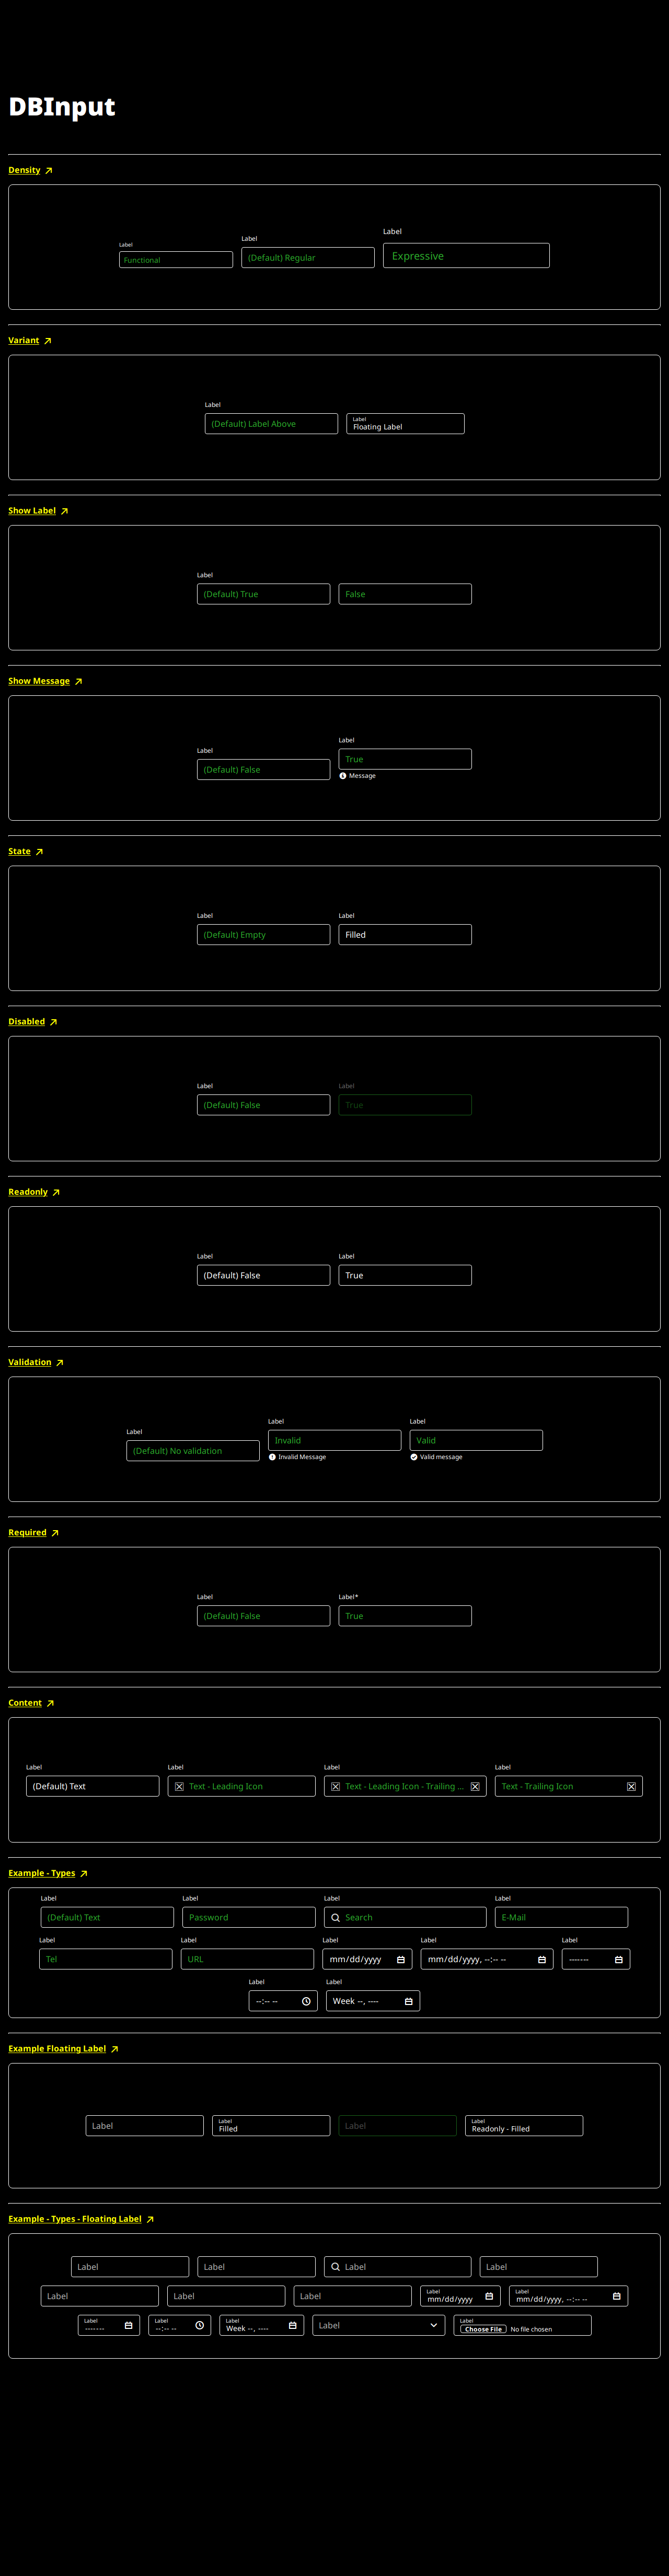 DBInput
Density
Label Label Label
Functional (Default) Regular Expressive
Variant
Label
(Default) Label Above Label Floating Label
Show Label
Label
(Default) True False
Show Message
Label Label
(Default) False True
Message
State
Label Label
(Default) Empty Filled
Disabled
Label Label
(Default) False True
Readonly
Label Label
(Default) False True
Validation
Label Label Label
(Default) No validation Invalid Valid
Invalid Message Valid message
Required
Label Label*
(Default) False True
Content
Label Label Label Label
(Default) Text Text - Leading Icon Text - Leading Icon - Trailing ... Text - Trailing Icon
Example - Types
Label Label Label Label
(Default) Text Password Search E-Mail
Label Label Label Label Label
Tel URL mm/dd/yyyy mm/dd/yyyy, --:-- -- -------
Label Label
--:-- -- Week --, ----
Example Floating Label
Label Label Filled Label Label Readonly - Filled
Example - Types - Floating Label
Label Label Label Label
Label Label Label Label mm/dd/yyyy Label mm/dd/yyyy, --:-- --
Label ------- Label --:-- -- Label Week --, ---- Label Label Choose File No file chosen